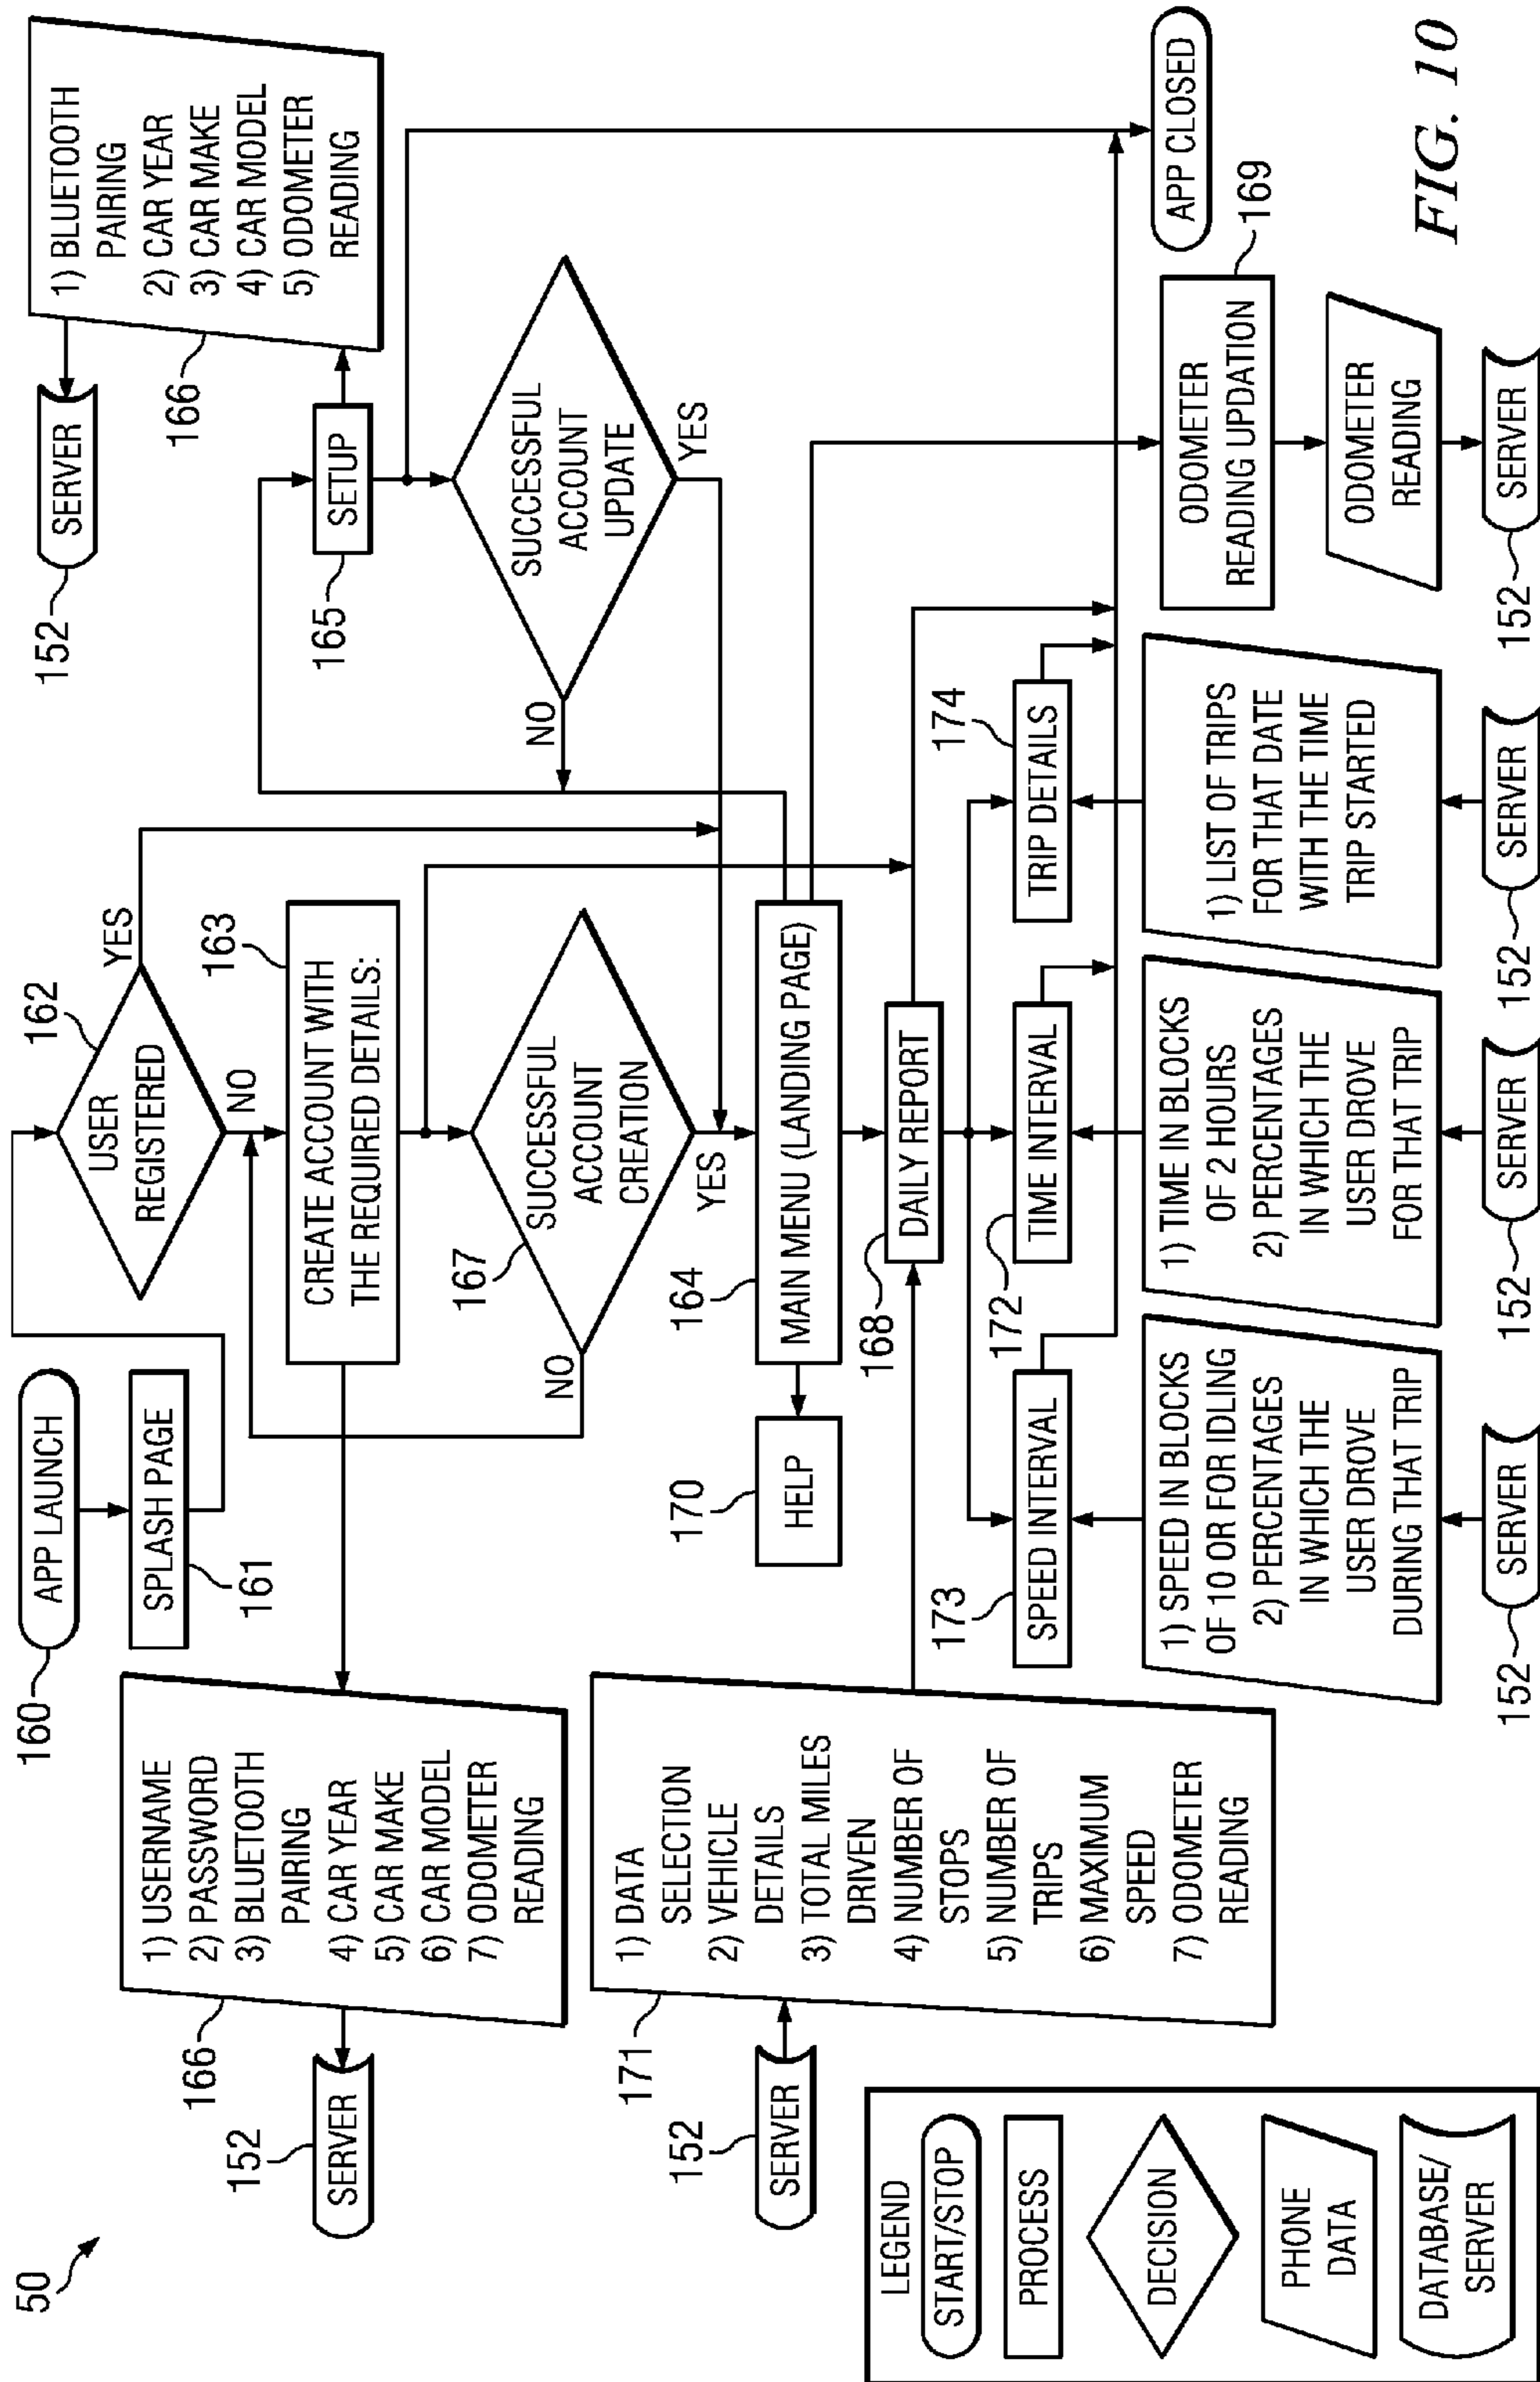 50
160
APP LAUNCH
SPLASH PAGE
161
162
USER
REGISTERED
YES
NO
163
CREATE ACCOUNT WITH
THE REQUIRED DETAILS:
1) USERNAME
2) PASSWORD
3) BLUETOOTH
PAIRING
4) CAR YEAR
5) CAR MAKE
6) CAR MODEL
7) ODOMETER
READING
166
152
SERVER
167
SUCCESSFUL
ACCOUNT
CREATION
NO
YES
152
SERVER
1) BLUETOOTH
PAIRING
2) CAR YEAR
3) CAR MAKE
4) CAR MODEL
5) ODOMETER
READING
166
SETUP
165
SUCCESSFUL
ACCOUNT
UPDATE
NO
YES
164
MAIN MENU (LANDING PAGE)
170
HELP
168
DAILY REPORT
1) DATA
SELECTION
2) VEHICLE
DETAILS
3) TOTAL MILES
DRIVEN
4) NUMBER OF
STOPS
5) NUMBER OF
TRIPS
6) MAXIMUM
SPEED
7) ODOMETER
READING
171
152
SERVER
173
SPEED INTERVAL
172
TIME INTERVAL
174
TRIP DETAILS
1) SPEED IN BLOCKS
OF 10 OR FOR IDLING
2) PERCENTAGES
IN WHICH THE
USER DROVE
DURING THAT TRIP
152
SERVER
1) TIME IN BLOCKS
OF 2 HOURS
2) PERCENTAGES
IN WHICH THE
USER DROVE
FOR THAT TRIP
152
SERVER
1) LIST OF TRIPS
FOR THAT DATE
WITH THE TIME
TRIP STARTED
152
SERVER
APP CLOSED
ODOMETER
READING UPDATION
169
ODOMETER
READING
152
SERVER
LEGEND
START/STOP
PROCESS
DECISION
PHONE
DATA
DATABASE/
SERVER
FIG. 10